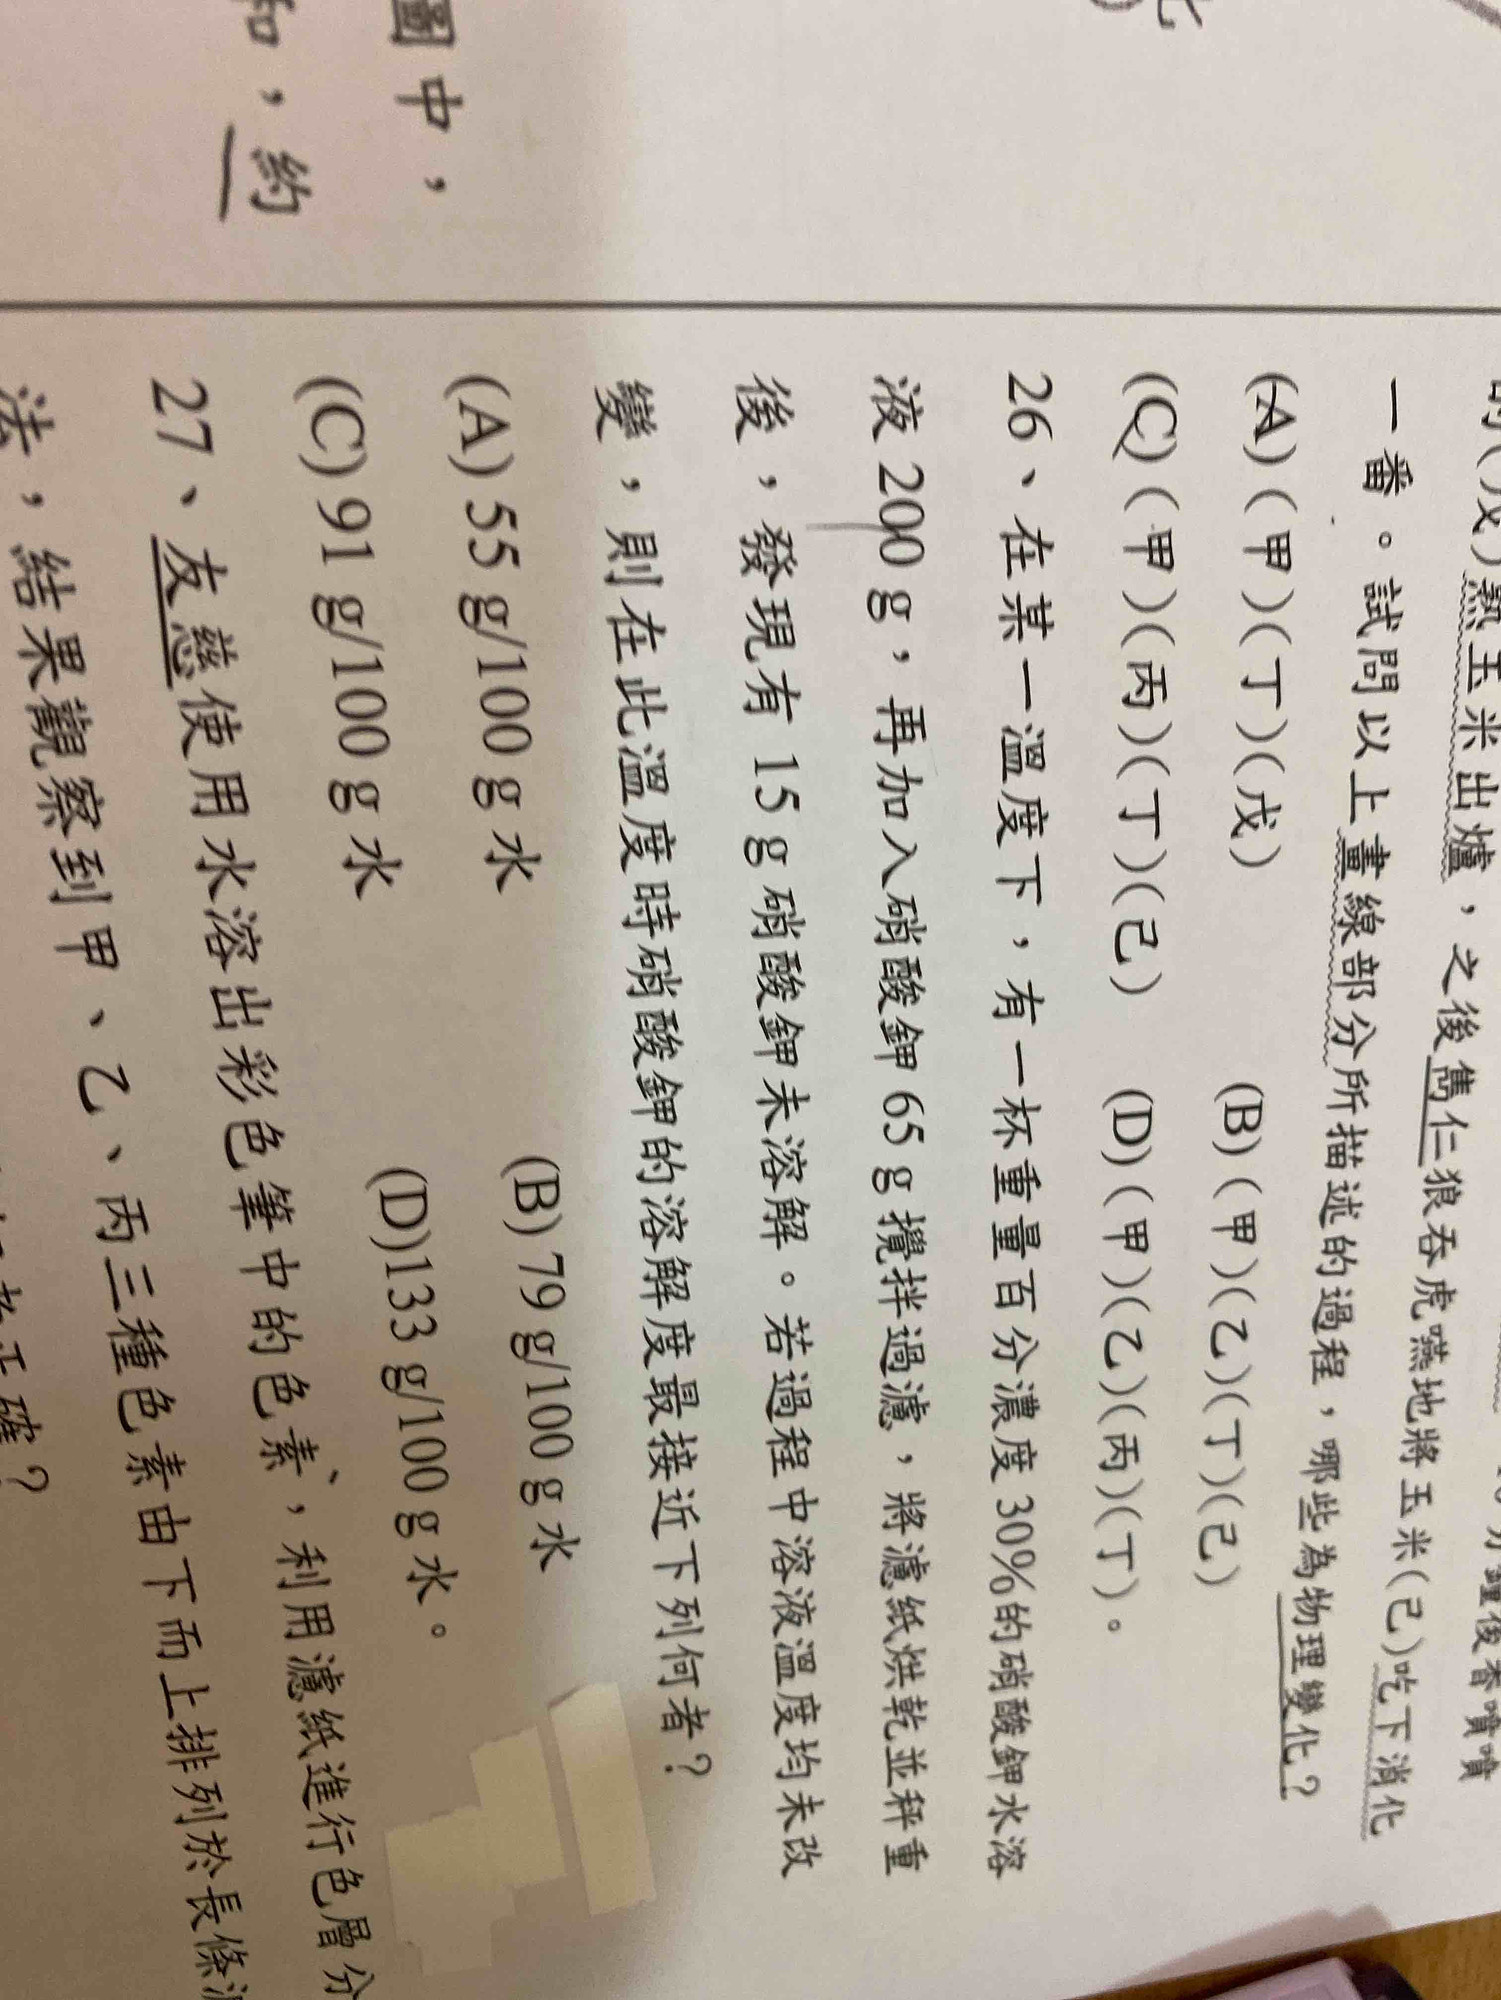 圖中，
和，約
的(戊)熟玉米出爐，之後雋仁狼吞虎嚥地將玉米(己)吃下消化
一番。試問以上畫線部分所描述的過程，哪些為物理變化？
(A)(甲)(丁)(戊)　(B)(甲)(乙)(丁)(己)
(C)(甲)(丙)(丁)(己)　(D)(甲)(乙)(丙)(丁)。
26、在某一溫度下，有一杯重量百分濃度30%的硝酸鉀水溶
液200 g，再加入硝酸鉀65 g攪拌過濾，將濾紙烘乾並秤重
後，發現有 15 g硝酸鉀未溶解。若過程中溶液溫度均未改
變，則在此溫度時硝酸鉀的溶解度最接近下列何者？
(A) 55 g/100 g水　(B) 79 g/100 g水
(C) 91 g/100 g水　(D)133 g/100 g水。
27、友慈使用水溶出彩色筆中的色素，利用濾紙進行色層分
法，結果觀察到甲、乙、丙三種色素由下而上排列於長條
正確？